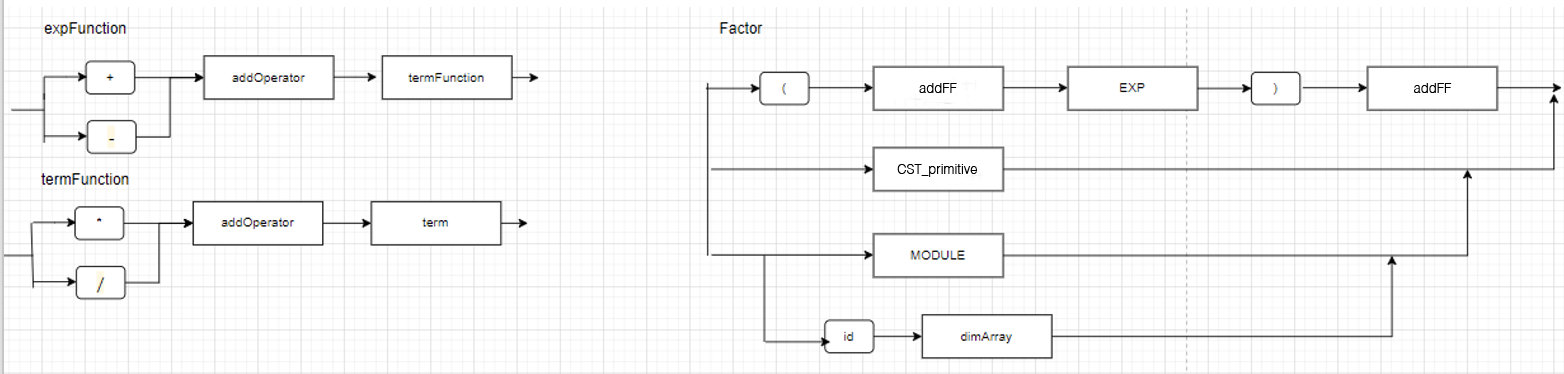 expFunction
+
addOperator
termFunction
-
termFunction
*
addOperator
term
/
Factor
(
addFF
EXP
)
addFF
CST_primitive
MODULE
id
dimArray